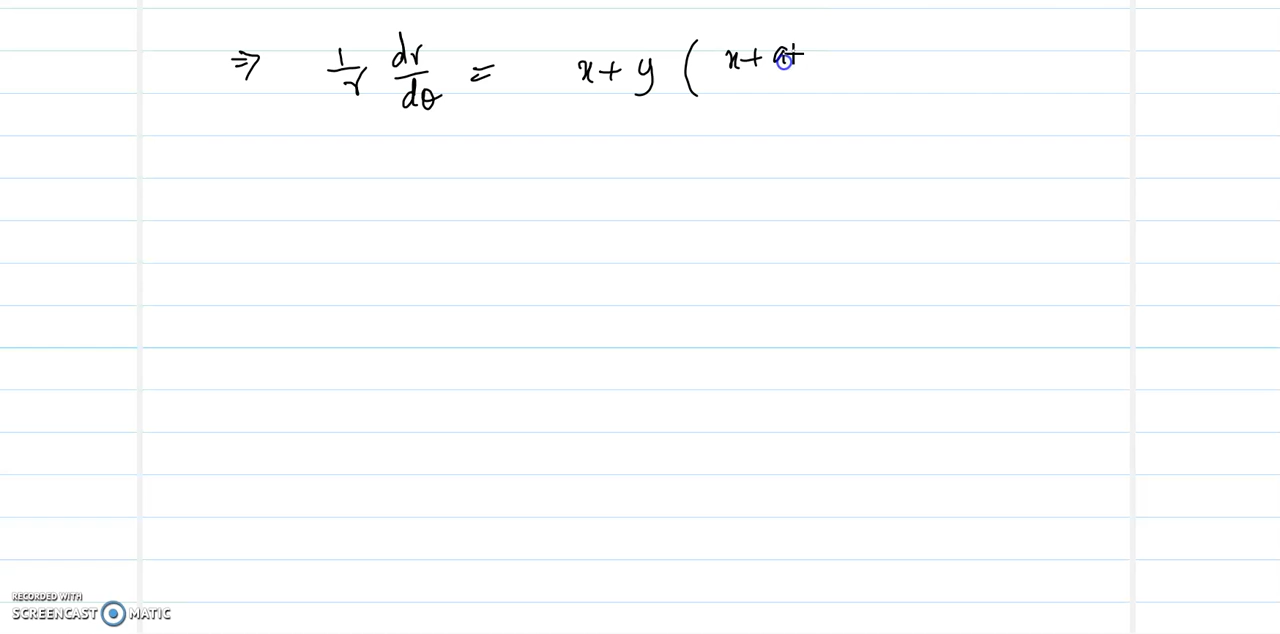 ⇒ 1/r dr/dθ = x + y ( x + a +
RECORDED WITH
SCREENCAST MATIC